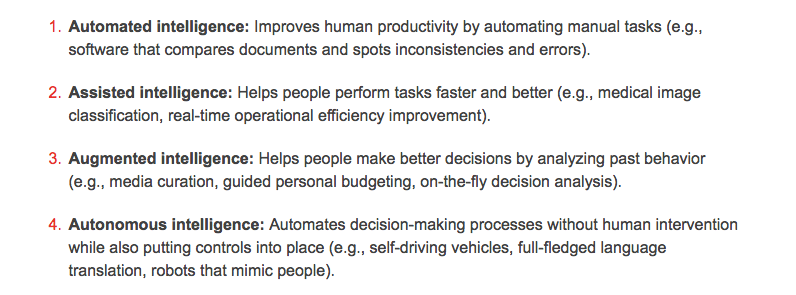 1. Automated intelligence: Improves human productivity by automating manual tasks (e.g.,
software that compares documents and spots inconsistencies and errors).
2. Assisted intelligence: Helps people perform tasks faster and better (e.g., medical image
classification, real-time operational efficiency improvement).
3. Augmented intelligence: Helps people make better decisions by analyzing past behavior
(e.g., media curation, guided personal budgeting, on-the-fly decision analysis).
4. Autonomous intelligence: Automates decision-making processes without human intervention
while also putting controls into place (e.g., self-driving vehicles, full-fledged language
translation, robots that mimic people).